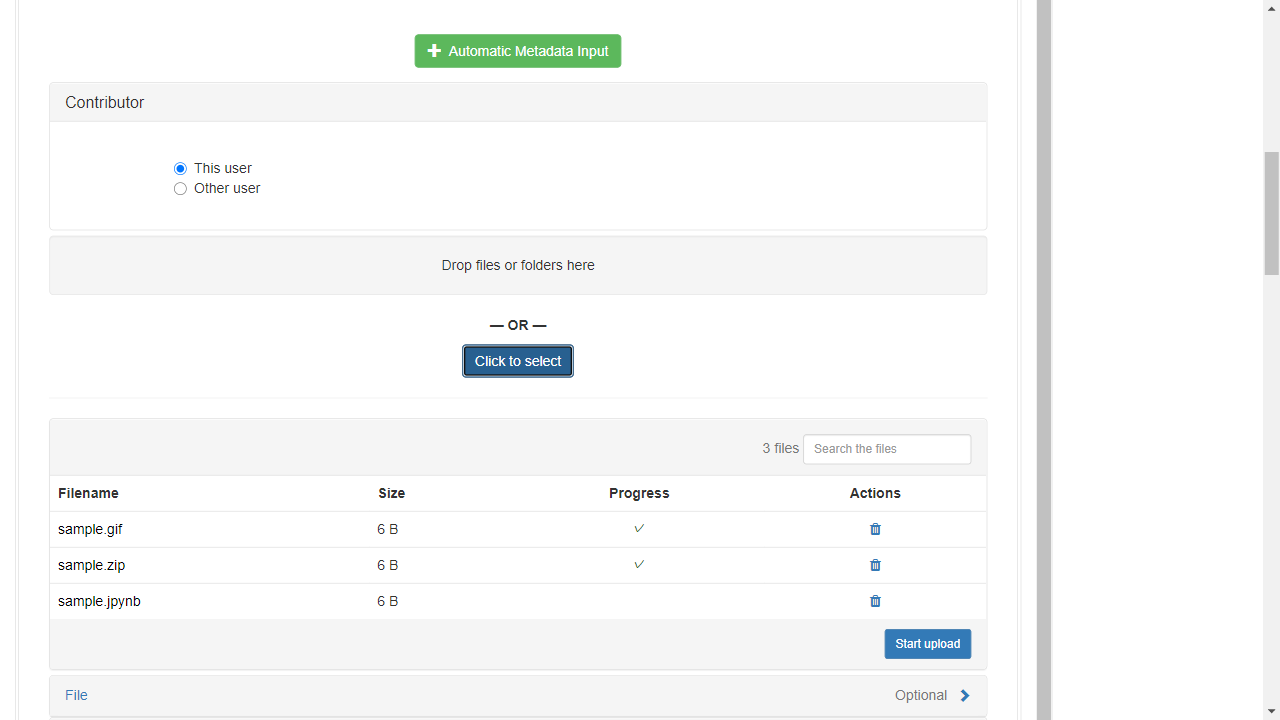 Automatic Metadata Input
Contributor
This user
Other user
Drop files or folders here
— OR —
Click to select
3 files Search the files
Filename Size Progress Actions
sample.gif 6 B
sample.zip 6 B
sample.jpynb 6 B
Start upload
File Optional